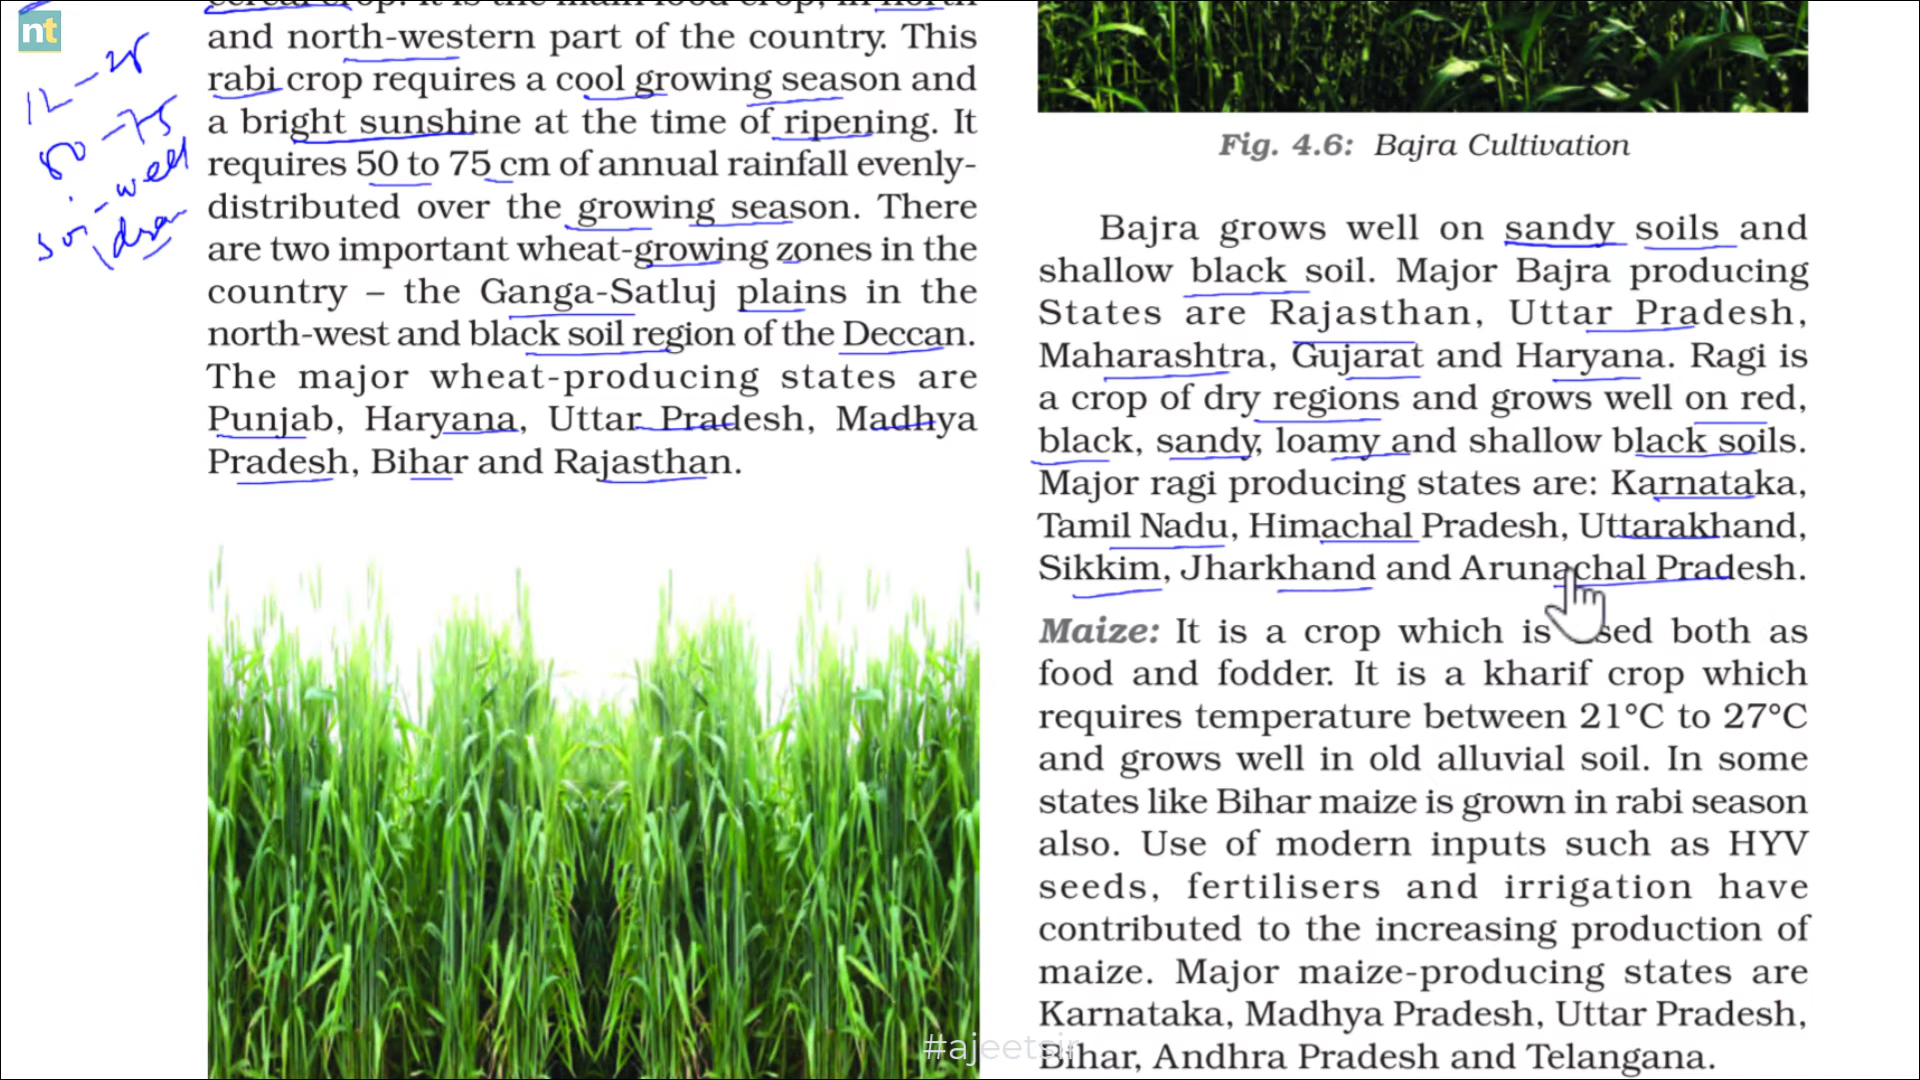 nt
cereal crop. It is the main food crop, in north
and north-western part of the country. This
rabi crop requires a cool growing season and
a bright sunshine at the time of ripening. It
requires 50 to 75 cm of annual rainfall evenly-
distributed over the growing season. There
are two important wheat-growing zones in the
country – the Ganga-Satluj plains in the
north-west and black soil region of the Deccan.
The major wheat-producing states are
Punjab, Haryana, Uttar Pradesh, Madhya
Pradesh, Bihar and Rajasthan.
50-75
well
Fig. 4.6: Bajra Cultivation
Bajra grows well on sandy soils and
shallow black soil. Major Bajra producing
States are Rajasthan, Uttar Pradesh,
Maharashtra, Gujarat and Haryana. Ragi is
a crop of dry regions and grows well on red,
black, sandy, loamy and shallow black soils.
Major ragi producing states are: Karnataka,
Tamil Nadu, Himachal Pradesh, Uttarakhand,
Sikkim, Jharkhand and Arunachal Pradesh.
Maize: It is a crop which is used both as
food and fodder. It is a kharif crop which
requires temperature between 21°C to 27°C
and grows well in old alluvial soil. In some
states like Bihar maize is grown in rabi season
also. Use of modern inputs such as HYV
seeds, fertilisers and irrigation have
contributed to the increasing production of
maize. Major maize-producing states are
Karnataka, Madhya Pradesh, Uttar Pradesh,
Bihar, Andhra Pradesh and Telangana.
#ajeetsir